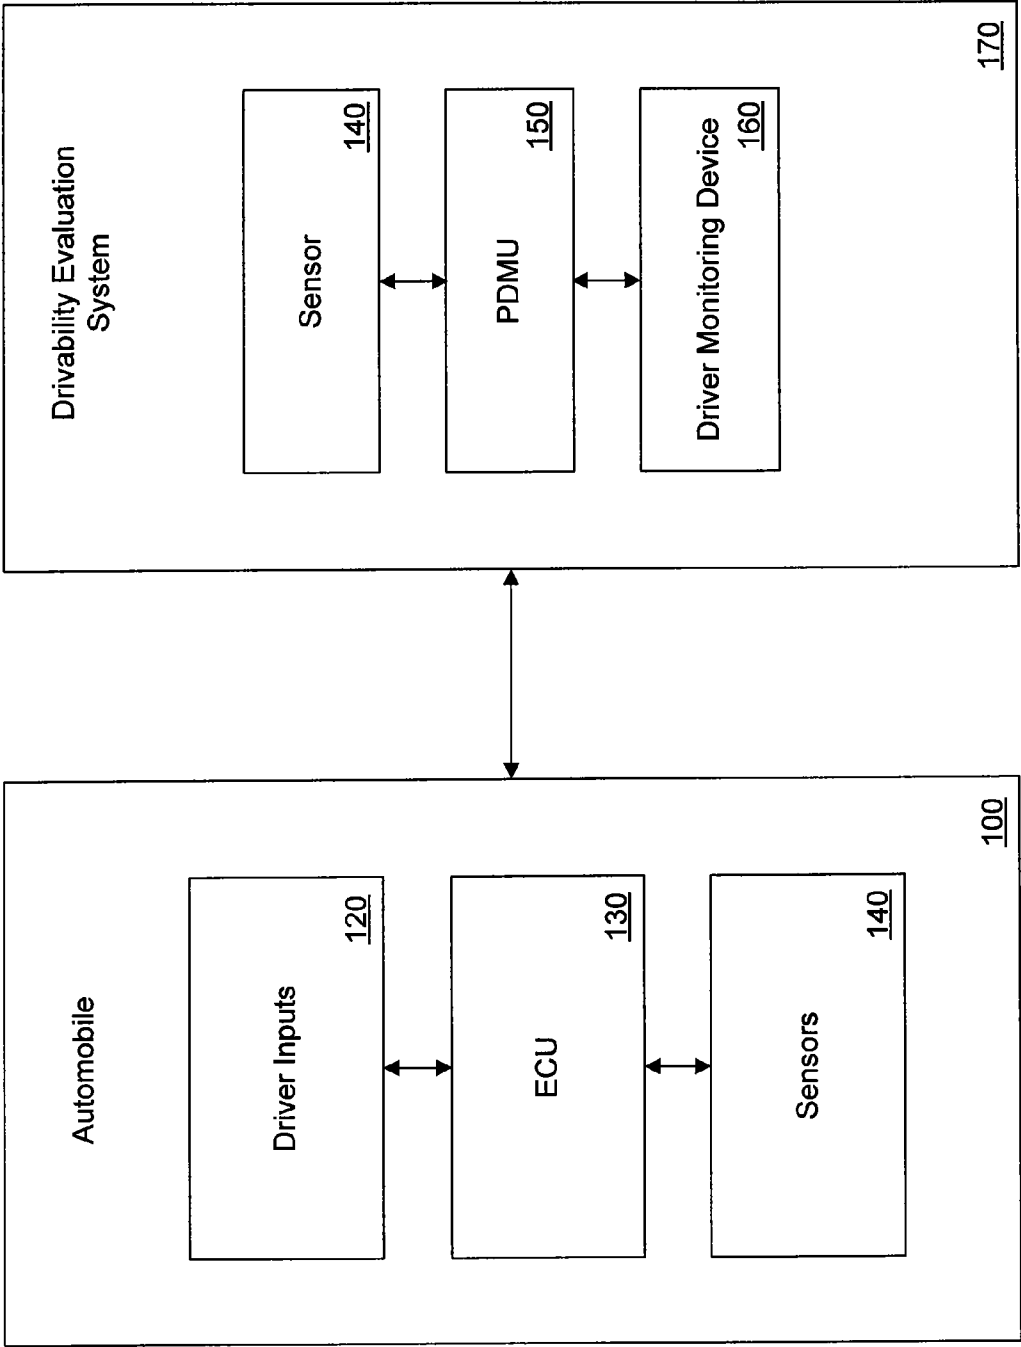 Automobile
Driver Inputs
120
ECU
130
Sensors
140
100
Drivability Evaluation
System
Sensor
140
PDMU
150
Driver Monitoring Device
160
170